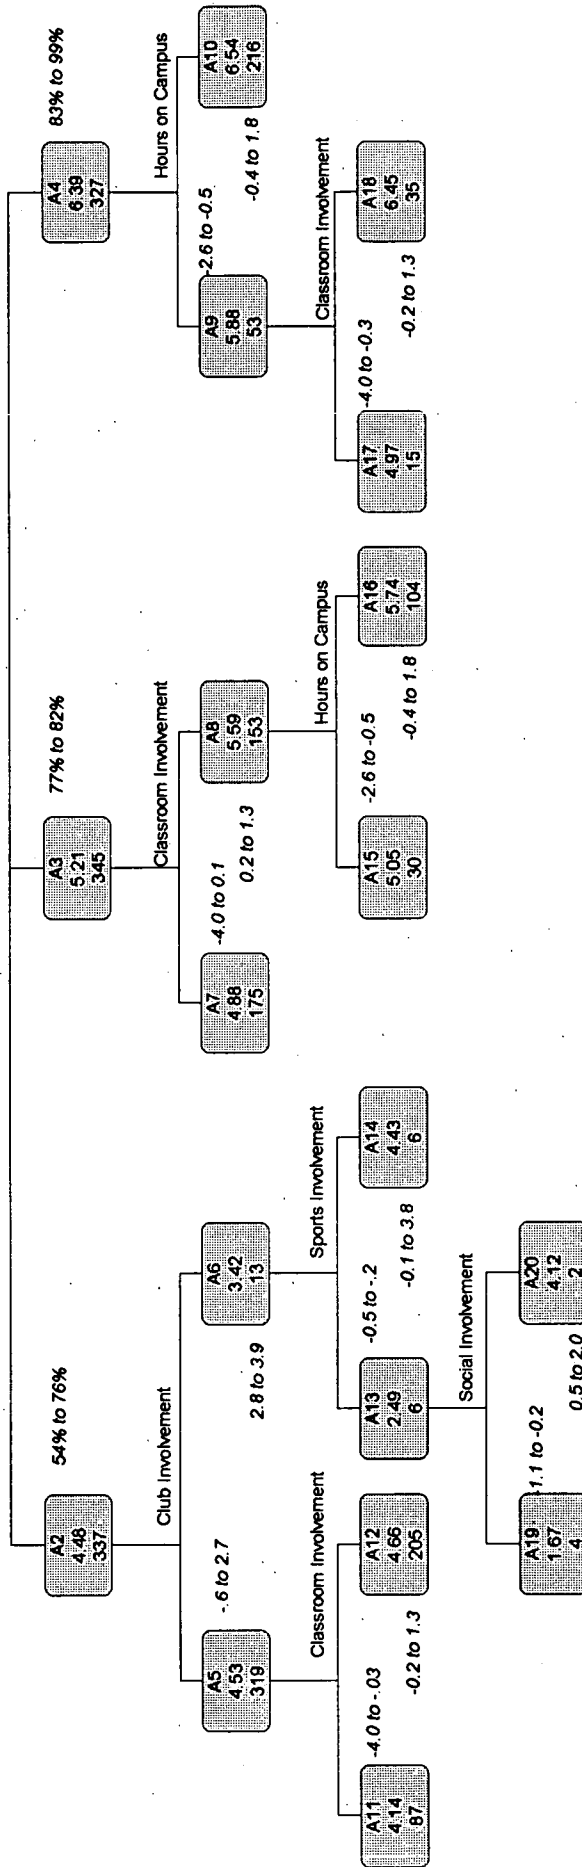 A2
4.48
337
54% to 76%
A3
5.21
345
77% to 82%
A4
6.39
327
83% to 99%
Club Involvement
Classroom Involvement
Hours on Campus
A5
4.53
319
-.6 to 2.7
A6
3.42
13
2.8 to 3.9
A7
4.88
175
-4.0 to 0.1
A8
5.59
153
0.2 to 1.3
A9
5.88
53
-2.6 to -0.5
A10
6.54
216
-0.4 to 1.8
Classroom Involvement
Sports Involvement
Hours on Campus
Classroom Involvement
A11
4.14
87
-4.0 to -.03
A12
4.66
205
-0.2 to 1.3
A13
2.49
6
-0.5 to -.2
A14
4.43
6
-0.1 to 3.8
A15
5.05
30
-2.6 to -0.5
A16
5.74
104
-0.4 to 1.8
A17
4.97
15
-4.0 to -0.3
A18
6.45
35
-0.2 to 1.3
Social Involvement
A19
1.67
4
-1.1 to -0.2
A20
4.12
2
0.5 to 2.0